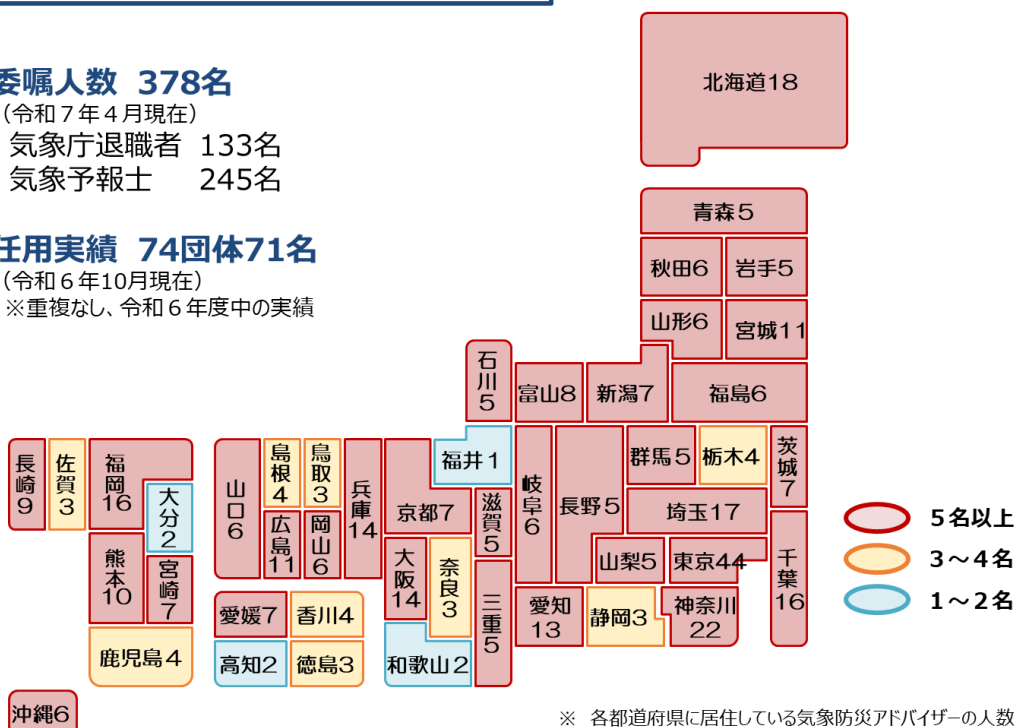 委嘱人数 378名
（令和７年４月現在）
気象庁退職者 133名
気象予報士 245名
任用実績 74団体71名
（令和６年10月現在）
※重複なし、令和６年度中の実績
北海道18
青森5
秋田6
岩手5
山形6
宮城11
石川5
富山8
新潟7
福島6
長崎9
佐賀3
福岡16
大分2
山口6
島根4
鳥取3
兵庫14
京都7
福井1
滋賀5
岐阜6
長野5
群馬5
栃木4
茨城7
埼玉17
熊本10
宮崎7
広島11
岡山6
大阪14
奈良3
三重5
山梨5
東京44
千葉16
愛媛7
香川4
愛知13
静岡3
神奈川22
鹿児島4
高知2
徳島3
和歌山2
沖縄6
5名以上
3～4名
1～2名
※ 各都道府県に居住している気象防災アドバイザーの人数